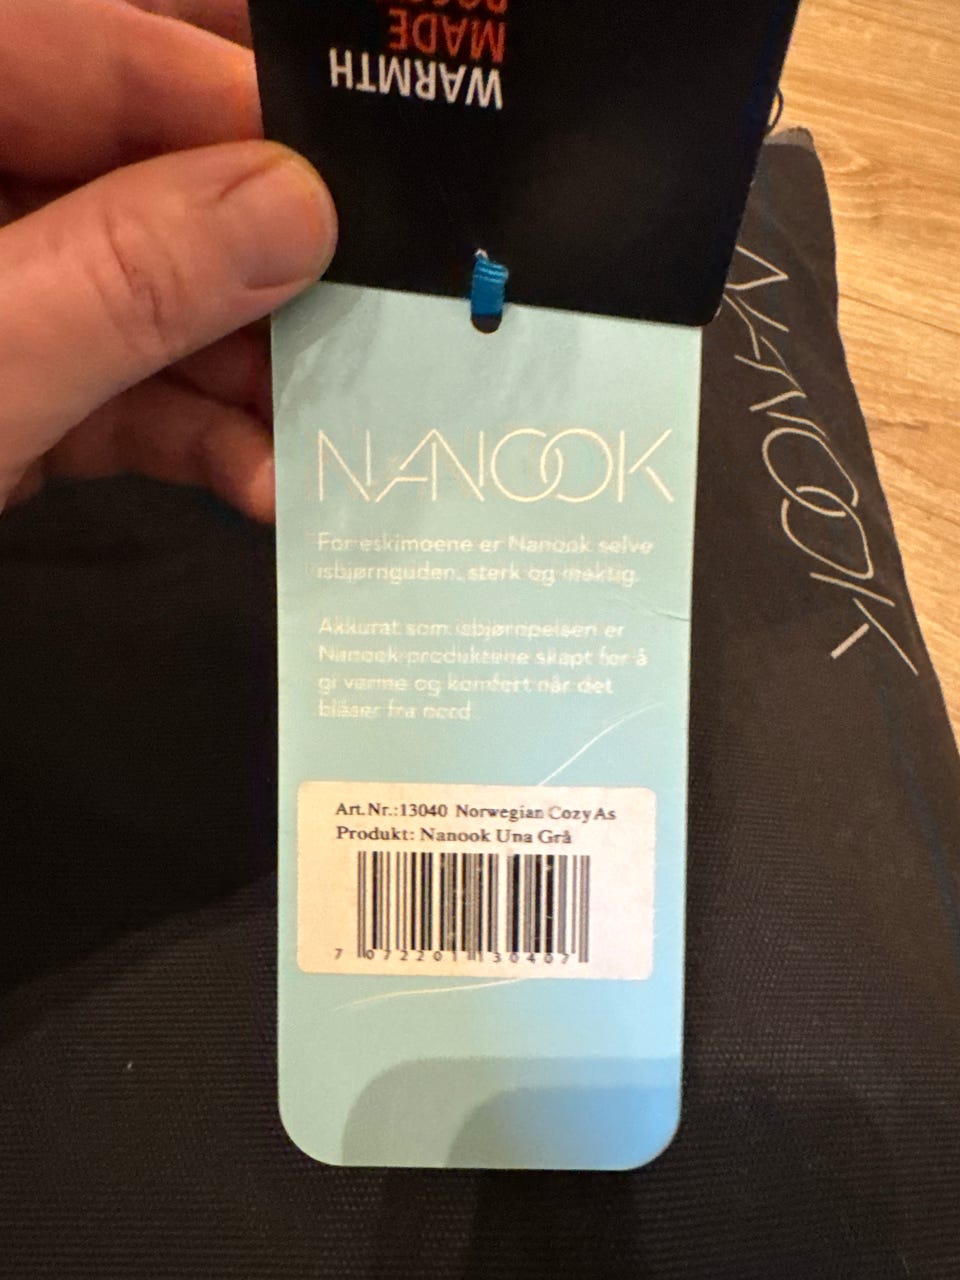 WARMTH
MADE
NANOOK
For eskimoene er Nanook selve
isbjørnguden, sterk og mektig.
Akkurat som isbjørnpelsen er
Nanook-produktene skapt for å
gi varme og komfort når det
blåser fra nord.
Art.Nr.:13040 Norwegian Cozy As
Produkt: Nanook Una Grå
7 072201 130407
NANOOK